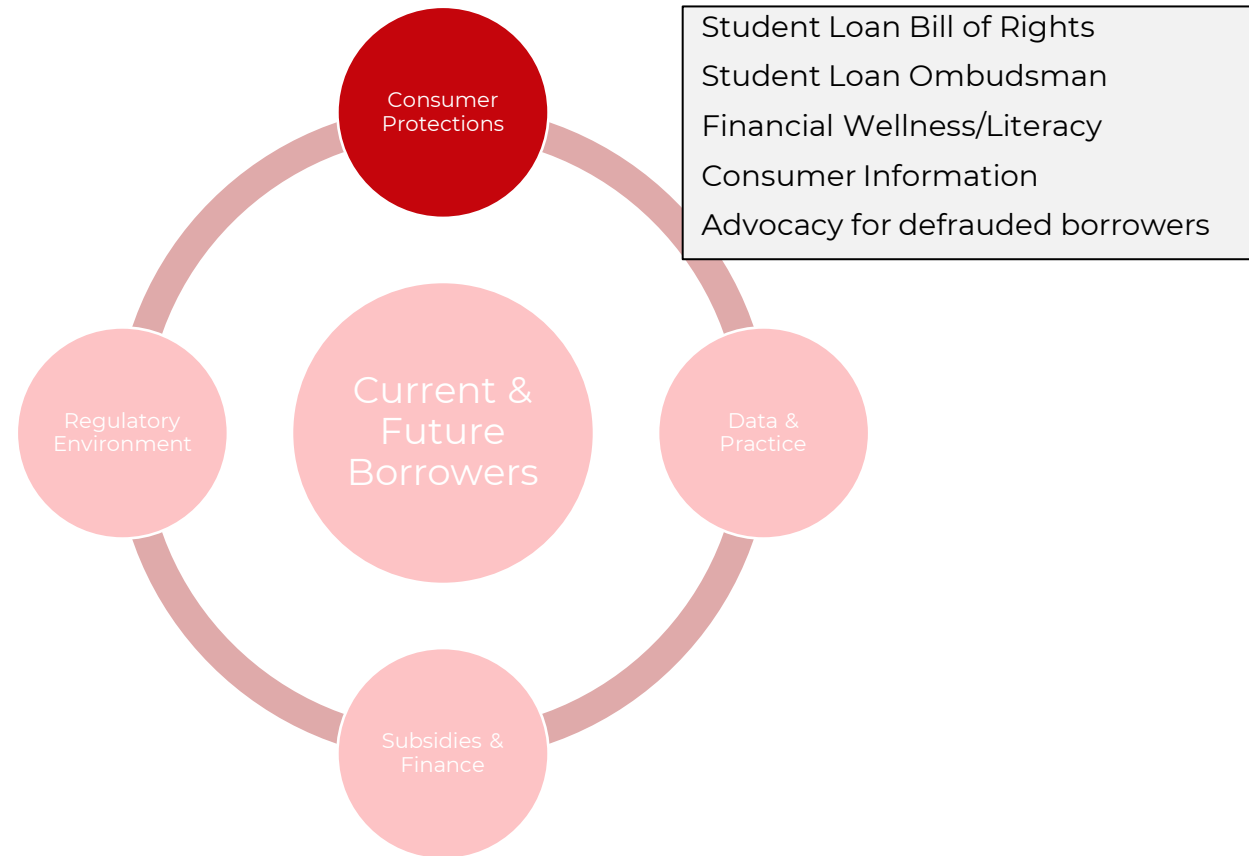 Student Loan Bill of Rights
Student Loan Ombudsman
Financial Wellness/Literacy
Consumer Information
Advocacy for defrauded borrowers
Consumer
Protections
Regulatory
Environment
Current &
Future
Borrowers
Data &
Practice
Subsidies &
Finance